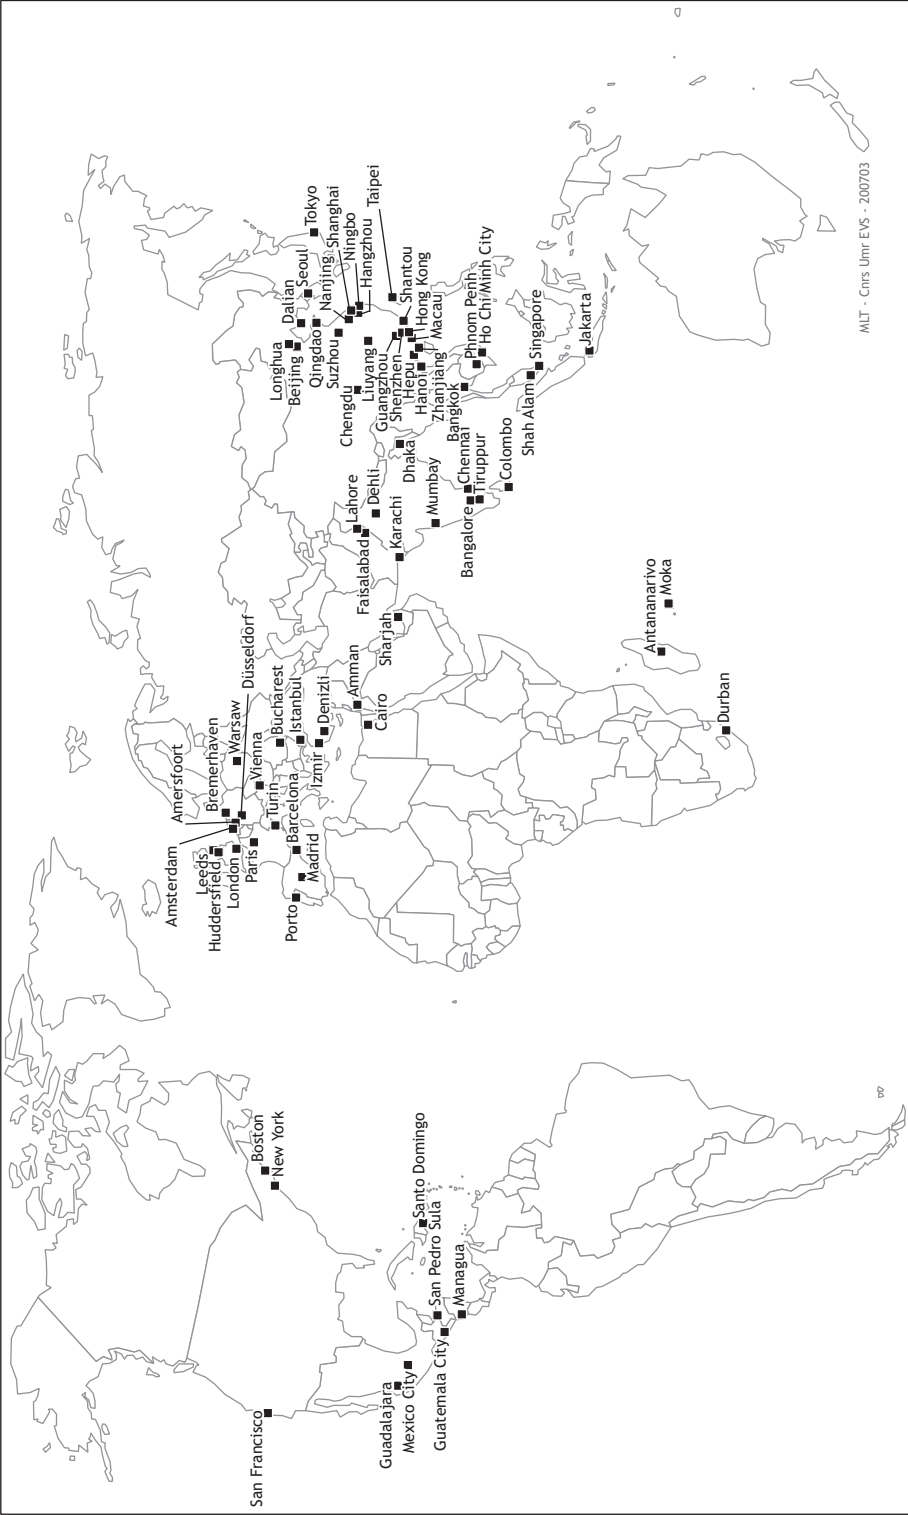 San Francisco
Guadalajara
Mexico City
Guatemala City
San Pedro Sula
Managua
Santo Domingo
Boston
New York
Amsterdam
Amersfoort
Bremerhaven
Warsaw
Düsseldorf
Leeds
Huddersfield
London
Paris
Vienna
Turin
Bucharest
Istanbul
Barcelona
Madrid
Porto
Izmir
Denizli
Amman
Cairo
Sharjah
Durban
Antananarivo
Moka
Lahore
Faisalabad
Dehli
Karachi
Mumbay
Bangalore
Chennai
Tiruppur
Colombo
Dhaka
Longhua
Beijing
Dalian
Seoul
Tokyo
Qingdao
Nanjing
Shanghai
Suzhou
Ningbo
Hangzhou
Taipei
Chengdu
Liuyang
Guangzhou
Shenzhen
Shantou
Hong Kong
Macau
Hepu
Hanoi
Zhanjiang
Bangkok
Phnom Penh
Ho Chi Minh City
Shah Alam
Singapore
Jakarta
MLT - Cnrs Umr EVS - 200703